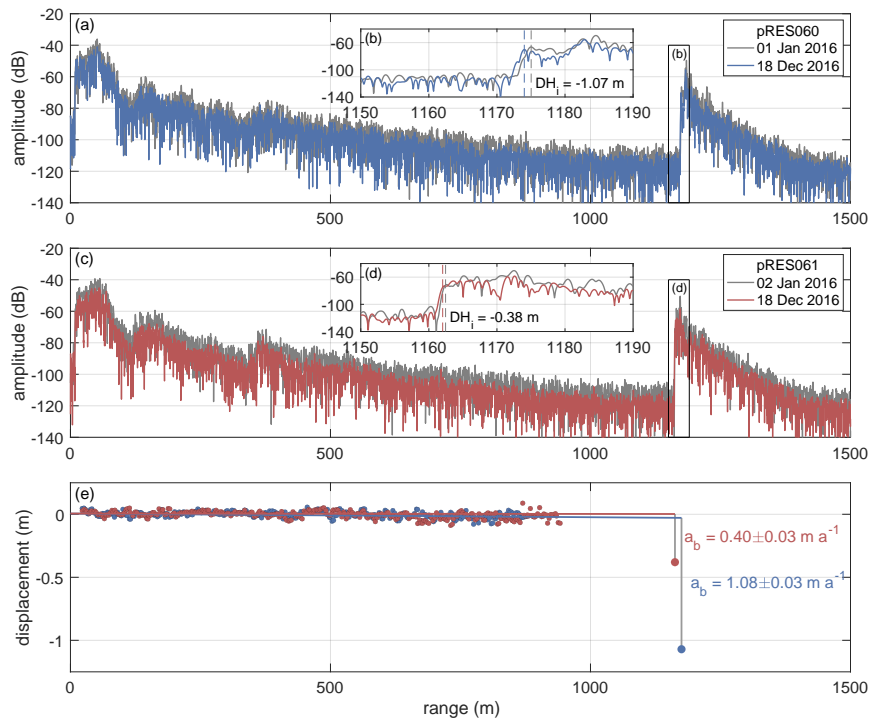 (a)
(b)
DH_i = -1.07 m
-60
-100
-140
1150 1160 1170 1180 1190
pRES060
01 Jan 2016
18 Dec 2016
(b)
amplitude (dB)
-20
-40
-60
-80
-100
-120
-140
0 500 1000 1500
(c)
(d)
DH_i = -0.38 m
-60
-100
-140
1150 1160 1170 1180 1190
pRES061
02 Jan 2016
18 Dec 2016
(d)
amplitude (dB)
-20
-40
-60
-80
-100
-120
-140
0 500 1000 1500
(e)
a_b = 0.40±0.03 m a^-1
a_b = 1.08±0.03 m a^-1
displacement (m)
0
-0.5
-1
0 500 1000 1500
range (m)